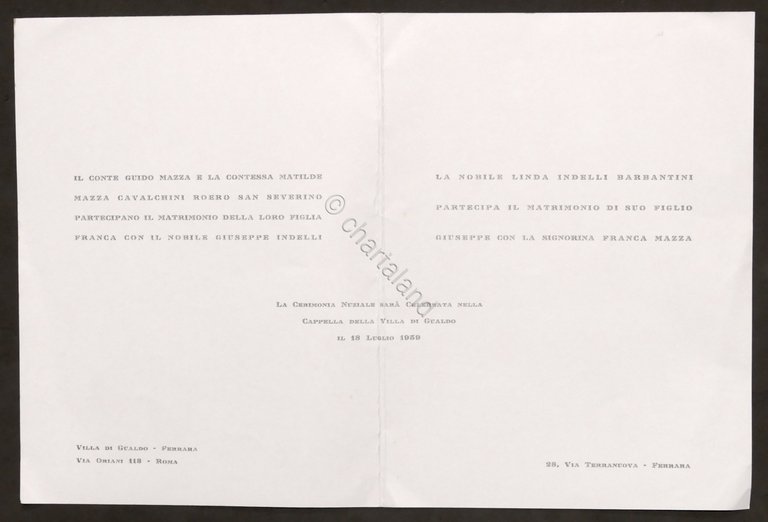 IL CONTE GUIDO MAZZA E LA CONTESSA MATILDE
MAZZA CAVALCHINI ROERO SAN SEVERINO
PARTECIPANO IL MATRIMONIO DELLA LORO FIGLIA
FRANCA CON IL NOBILE GIUSEPPE INDELLI
LA NOBILE LINDA INDELLI BARBANTINI
PARTECIPA IL MATRIMONIO DI SUO FIGLIO
GIUSEPPE CON LA SIGNORINA FRANCA MAZZA
© chartaland
LA CERIMONIA NUZIALE SARÀ CELEBRATA NELLA
CAPPELLA DELLA VILLA DI GUALDO
IL 18 LUGLIO 1959
VILLA DI GUALDO - FERRARA
VIA ORIANI 118 - ROMA
28, VIA TERRANUOVA - FERRARA